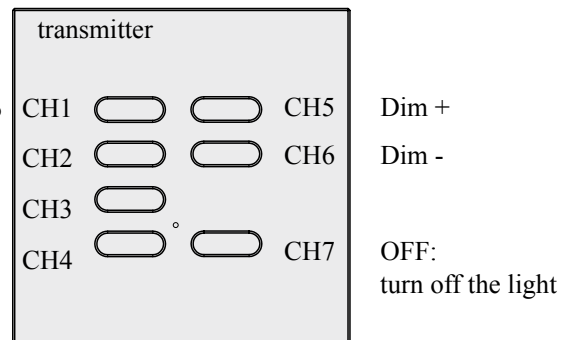 transmitter
CH1 CH5 Dim +
CH2 CH6 Dim -
CH3
CH4 CH7 OFF:
turn off the light